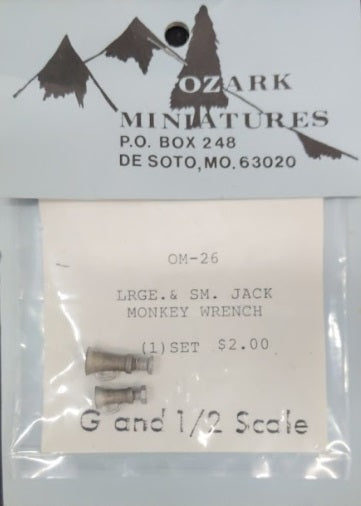 OZARK
MINIATURES
P.O. BOX 248
DE SOTO, MO. 63020
OM-26
LRGE. & SM. JACK
MONKEY WRENCH
(1) SET $2.00
G and 1/2 Scale